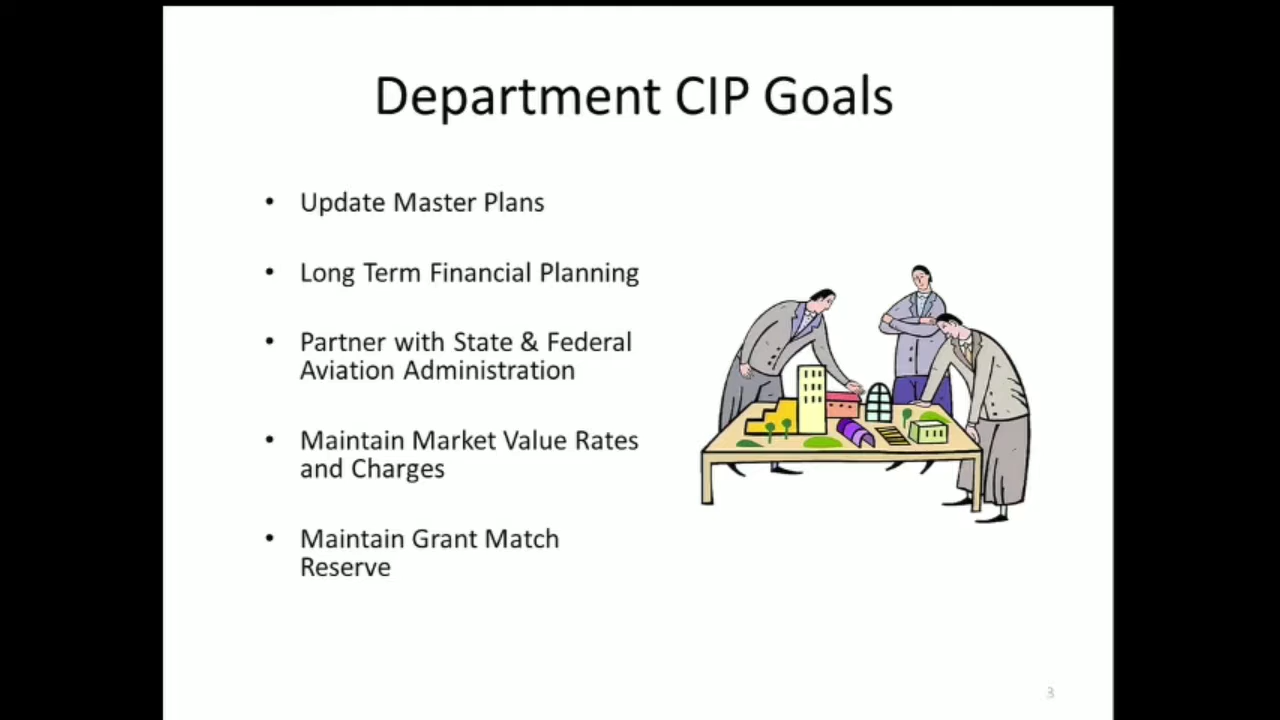 Department CIP Goals
• Update Master Plans
• Long Term Financial Planning
• Partner with State & Federal
Aviation Administration
• Maintain Market Value Rates
and Charges
• Maintain Grant Match
Reserve
3